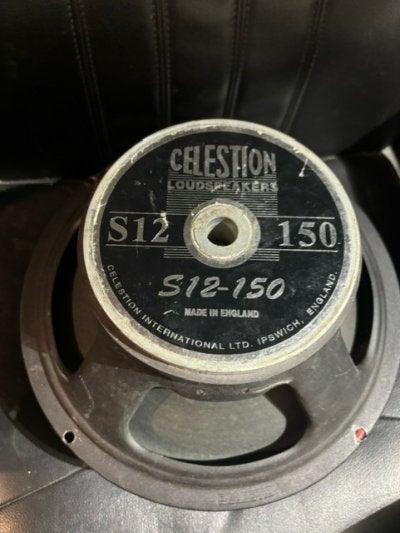 CELESTION
LOUDSPEAKERS
S12 150
S12-150
MADE IN ENGLAND
CELESTION INTERNATIONAL LTD. IPSWICH, ENGLAND.